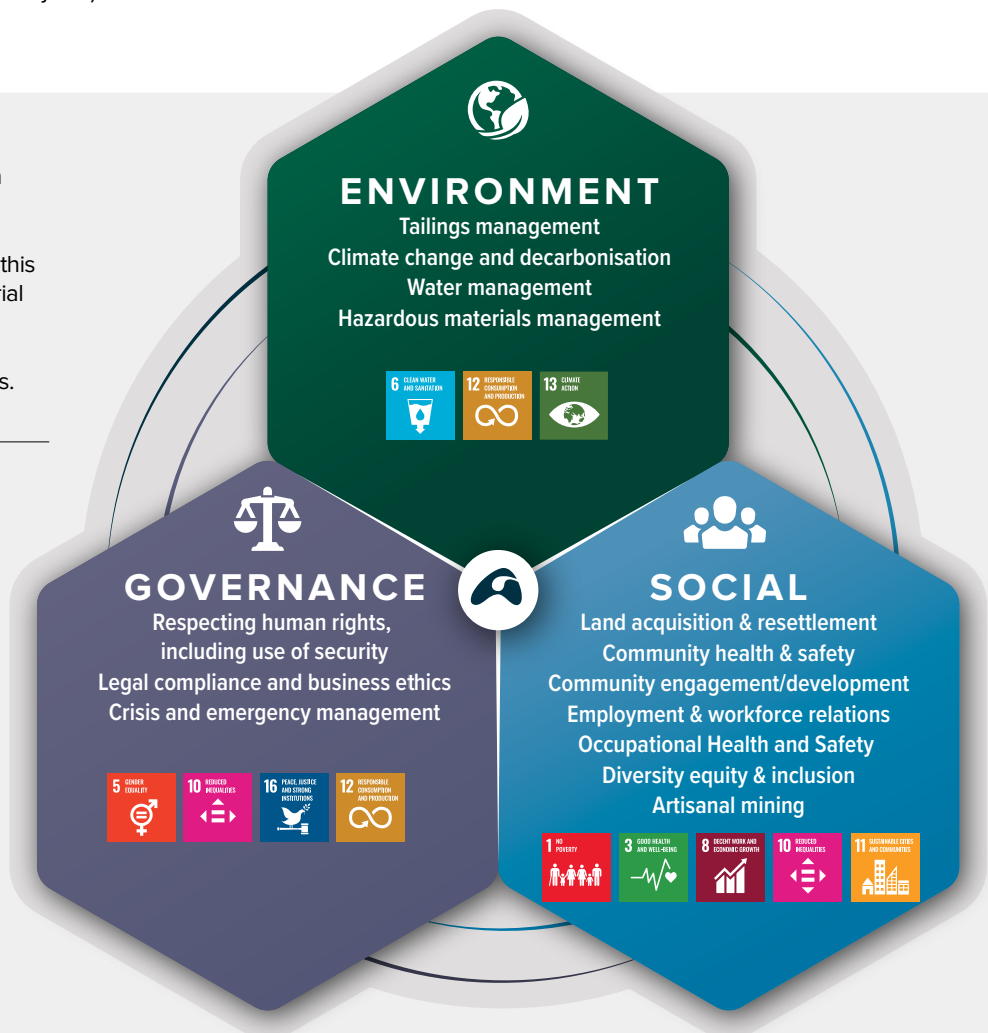 this
s.
ENVIRONMENT
Tailings management
Climate change and decarbonisation
Water management
Hazardous materials management
6 CLEAN WATER
AND SANITATION
12 RESPONSIBLE
CONSUMPTION
AND PRODUCTION
13 CLIMATE
ACTION
GOVERNANCE
Respecting human rights,
including use of security
Legal compliance and business ethics
Crisis and emergency management
5 GENDER
EQUALITY
10 REDUCED
INEQUALITIES
16 PEACE, JUSTICE
AND STRONG
INSTITUTIONS
12 RESPONSIBLE
CONSUMPTION
AND PRODUCTION
SOCIAL
Land acquisition & resettlement
Community health & safety
Community engagement/development
Employment & workforce relations
Occupational Health and Safety
Diversity equity & inclusion
Artisanal mining
1 NO
POVERTY
3 GOOD HEALTH
AND WELL-BEING
8 DECENT WORK AND
ECONOMIC GROWTH
10 REDUCED
INEQUALITIES
11 SUSTAINABLE CITIES
AND COMMUNITIES